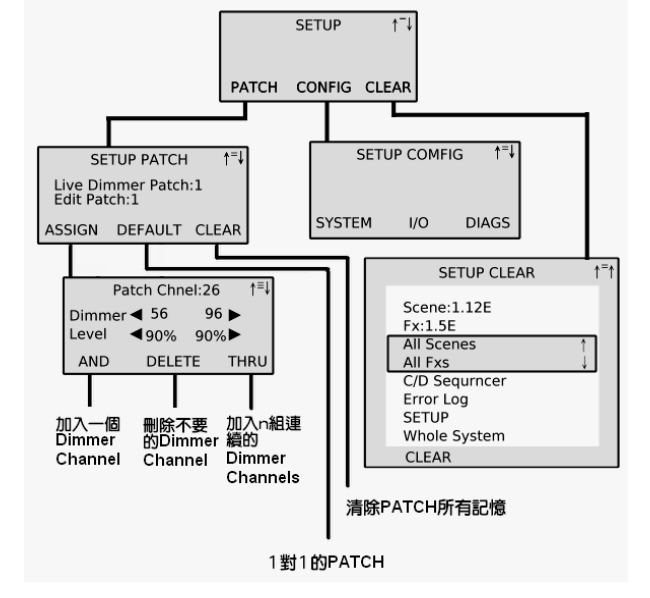 SETUP
PATCH CONFIG CLEAR
SETUP PATCH
Live Dimmer Patch:1
Edit Patch:1
ASSIGN DEFAULT CLEAR
SETUP COMFIG
SYSTEM I/O DIAGS
Patch Chnel:26
Dimmer ◀ 56 96 ▶
Level ◀ 90% 90% ▶
AND DELETE THRU
加入一個
Dimmer
Channel
刪除不要
的Dimmer
Channel
加入n組連
續的
Dimmer
Channels
SETUP CLEAR
Scene:1.12E
Fx:1.5E
All Scenes
All Fxs
C/D Sequrncer
Error Log
SETUP
Whole System
CLEAR
清除PATCH所有記憶
1對1的PATCH